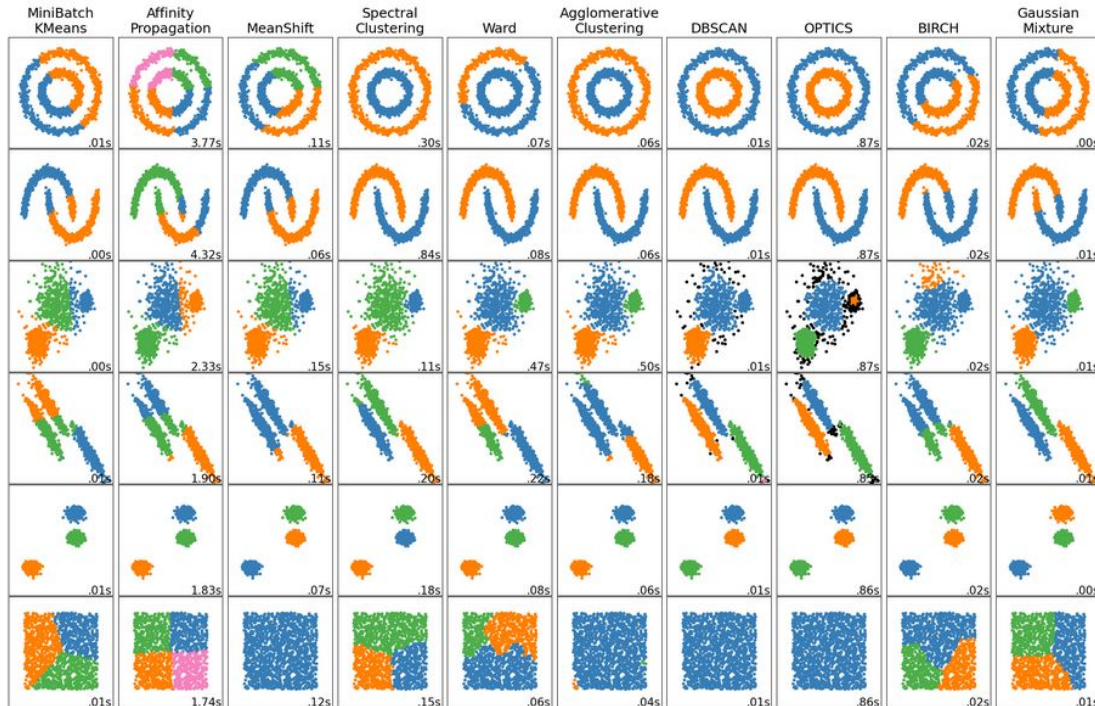 MiniBatch KMeans
Affinity Propagation
MeanShift
Spectral Clustering
Ward
Agglomerative Clustering
DBSCAN
OPTICS
BIRCH
Gaussian Mixture
.01s 3.77s .11s .30s .07s .06s .01s .87s .02s .00s
.00s 4.32s .06s .84s .08s .06s .01s .87s .02s .01s
.00s 2.33s .15s .11s .47s .50s .01s .87s .02s .01s
.01s 1.90s .11s .20s .22s .18s .01s .85s .02s .01s
.01s 1.83s .07s .18s .08s .06s .01s .86s .02s .00s
.01s 1.74s .12s .15s .06s .04s .01s .86s .02s .01s